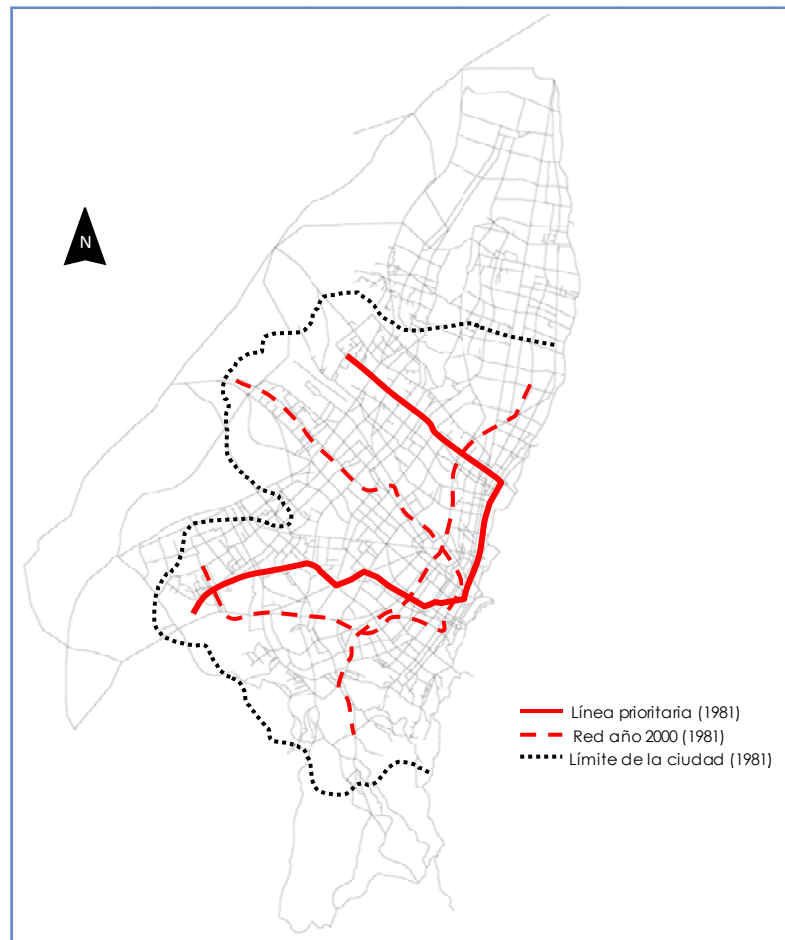 N
Línea prioritaria (1981)
Red año 2000 (1981)
Límite de la ciudad (1981)